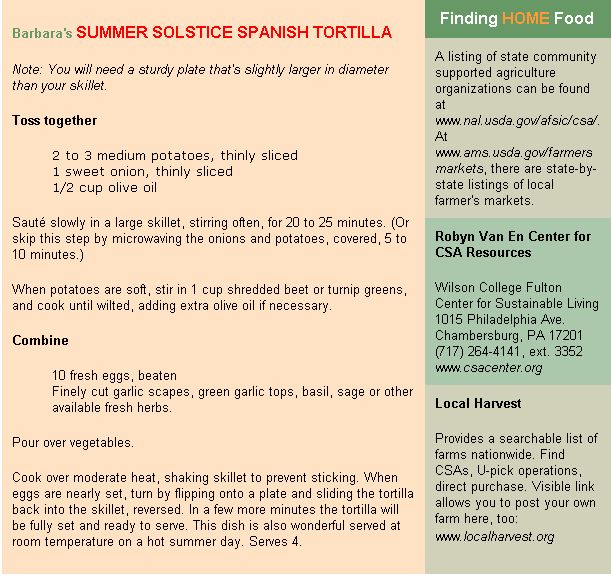 Barbara's SUMMER SOLSTICE SPANISH TORTILLA
Note: You will need a sturdy plate that's slightly larger in diameter
than your skillet.
Toss together
2 to 3 medium potatoes, thinly sliced
1 sweet onion, thinly sliced
1/2 cup olive oil
Sauté slowly in a large skillet, stirring often, for 20 to 25 minutes. (Or
skip this step by microwaving the onions and potatoes, covered, 5 to
10 minutes.)
When potatoes are soft, stir in 1 cup shredded beet or turnip greens,
and cook until wilted, adding extra olive oil if necessary.
Combine
10 fresh eggs, beaten
Finely cut garlic scapes, green garlic tops, basil, sage or other
available fresh herbs.
Pour over vegetables.
Cook over moderate heat, shaking skillet to prevent sticking. When
eggs are nearly set, turn by flipping onto a plate and sliding the tortilla
back into the skillet, reversed. In a few more minutes the tortilla will
be fully set and ready to serve. This dish is also wonderful served at
room temperature on a hot summer day. Serves 4.
Finding HOME Food
A listing of state community
supported agriculture
organizations can be found
at
www.nal.usda.gov/afsic/csa/.
At
www.ams.usda.gov/farmers
markets, there are state-by-
state listings of local
farmer's markets.
Robyn Van En Center for
CSA Resources
Wilson College Fulton
Center for Sustainable Living
1015 Philadelphia Ave.
Chambersburg, PA 17201
(717) 264-4141, ext. 3352
www.csacenter.org
Local Harvest
Provides a searchable list of
farms nationwide. Find
CSAs, U-pick operations,
direct purchase. Visible link
allows you to post your own
farm here, too:
www.localharvest.org